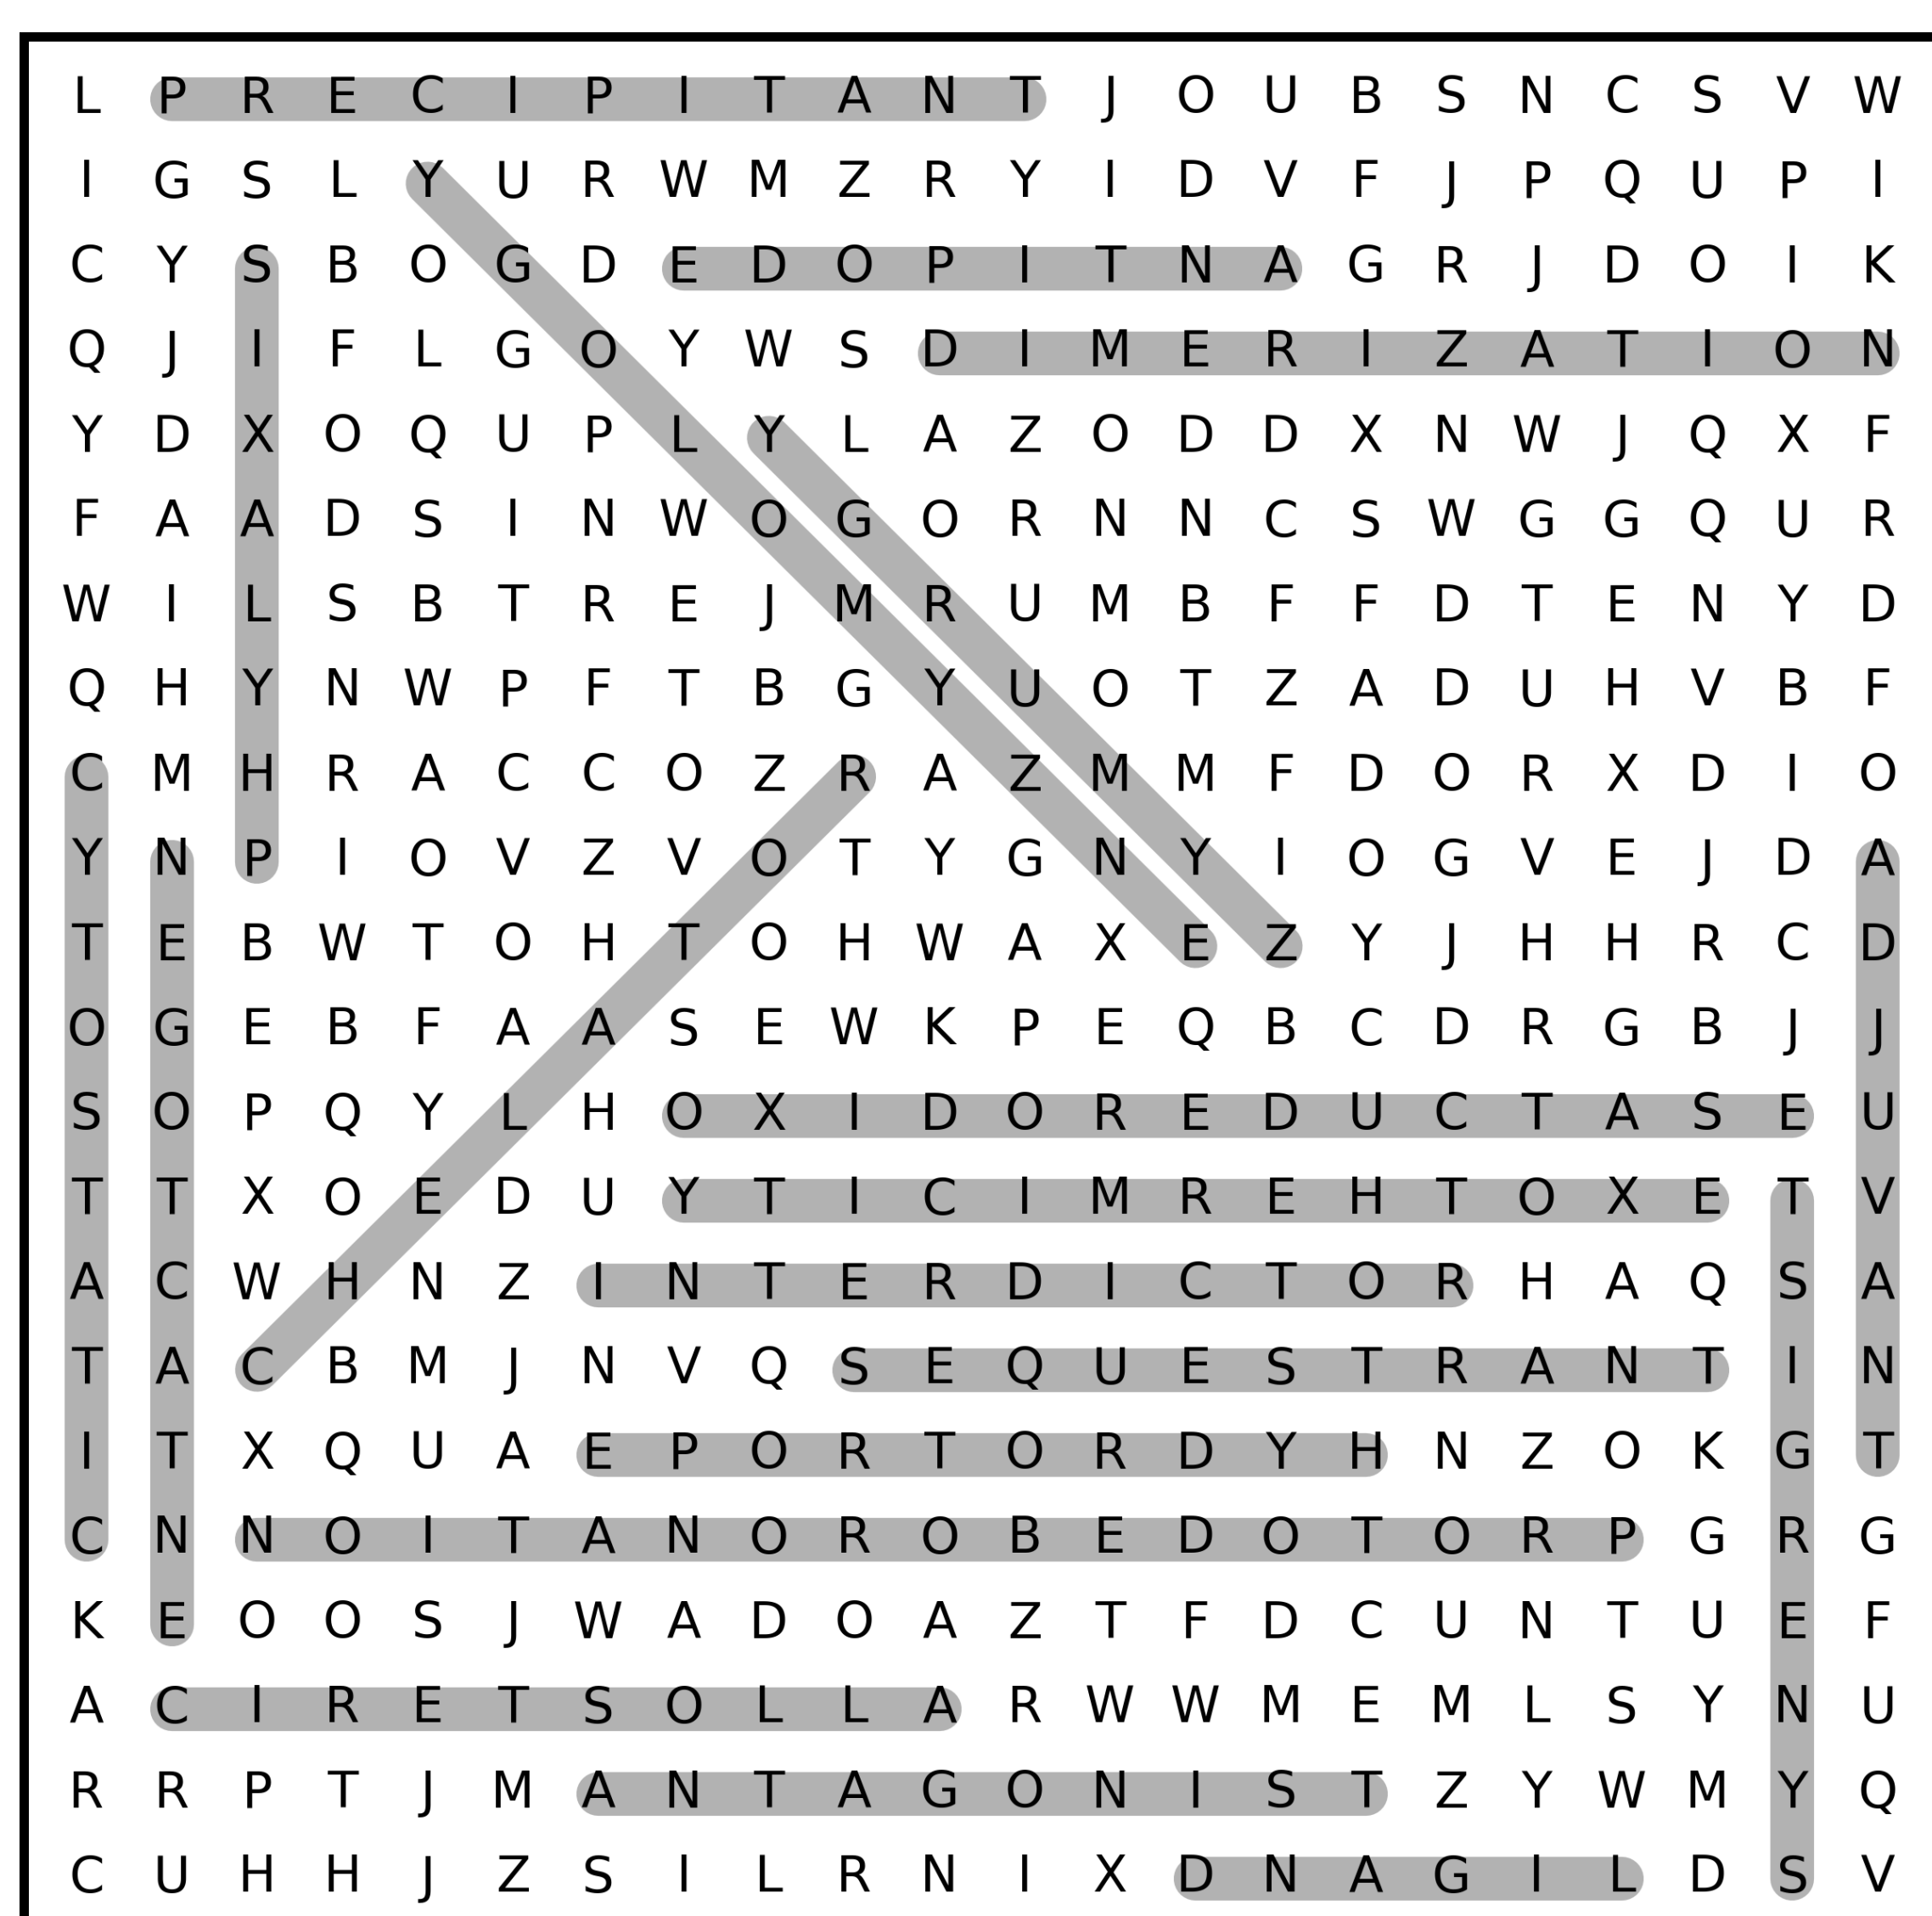 L P R E C I P I T A N T J O U B S N C S V W
I G S L Y U R W M Z R Y I D V F J P Q U P I
C Y S B O G D E D O P I T N A G R J D O I K
Q J I F L G O Y W S D I M E R I Z A T I O N
Y D X O Q U P L Y L A Z O D D X N W J Q X F
F A A D S I N W O G O R N N C S W G G Q U R
W I L S B T R E J M R U M B F F D T E N Y D
Q H Y N W P F T B G Y U O T Z A D U H V B F
C M H R A C C O Z R A Z M M F D O R X D I O
Y N P I O V Z V O T Y G N Y I O G V E J D A
T E B W T O H T O H W A X E Z Y J H H R C D
O G E B F A A S E W K P E Q B C D R G B J J
S O P Q Y L H O X I D O R E D U C T A S E U
T T X O E D U Y T I C I M R E H T O X E T V
A C W H N Z I N T E R D I C T O R H A Q S A
T A C B M J N V Q S E Q U E S T R A N T I N
I T X Q U A E P O R T O R D Y H N Z O K G T
C N N O I T A N O R O B E D O T O R P G R G
K E O O S J W A D O A Z T F D C U N T U E F
A C I R E T S O L L A R W W M E M L S Y N U
R R P T J M A N T A G O N I S T Z Y W M Y Q
C U H H J Z S I L R N I X D N A G I L D S V